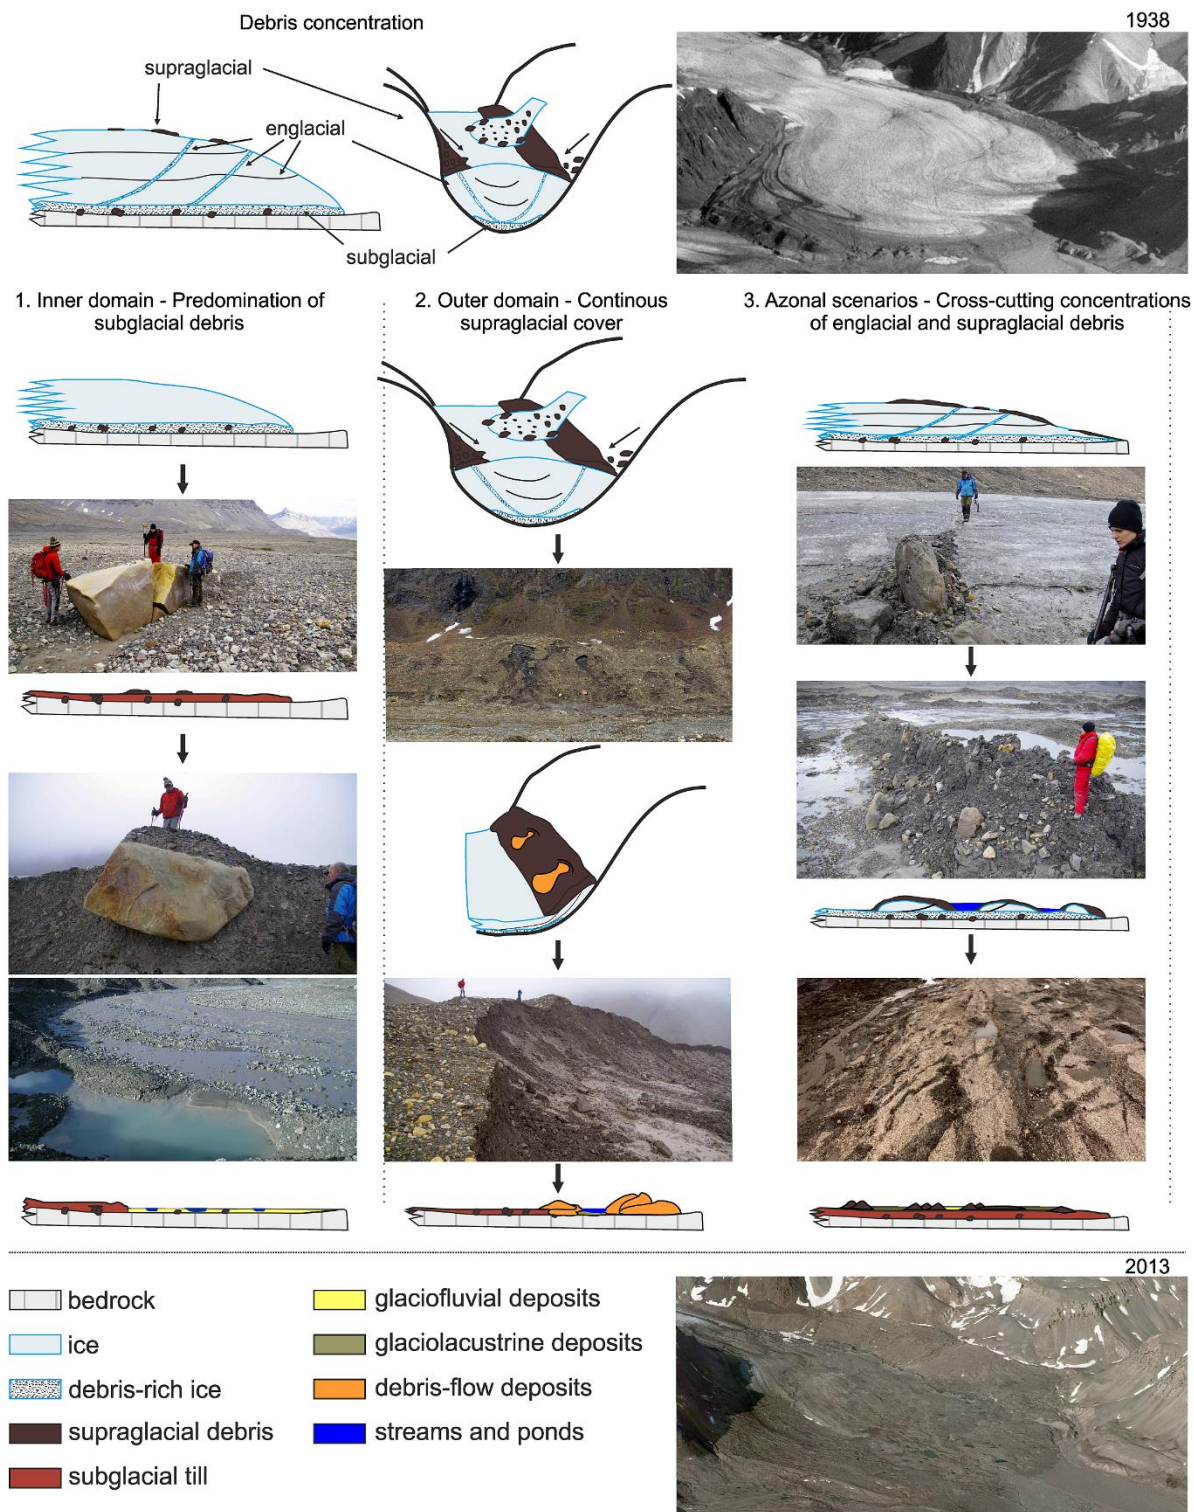 Debris concentration
1938
supraglacial
englacial
subglacial
1. Inner domain - Predomination of
subglacial debris
2. Outer domain - Continous
supraglacial cover
3. Azonal scenarios - Cross-cutting concentrations
of englacial and supraglacial debris
2013
bedrock
ice
debris-rich ice
supraglacial debris
subglacial till
glaciofluvial deposits
glaciolacustrine deposits
debris-flow deposits
streams and ponds